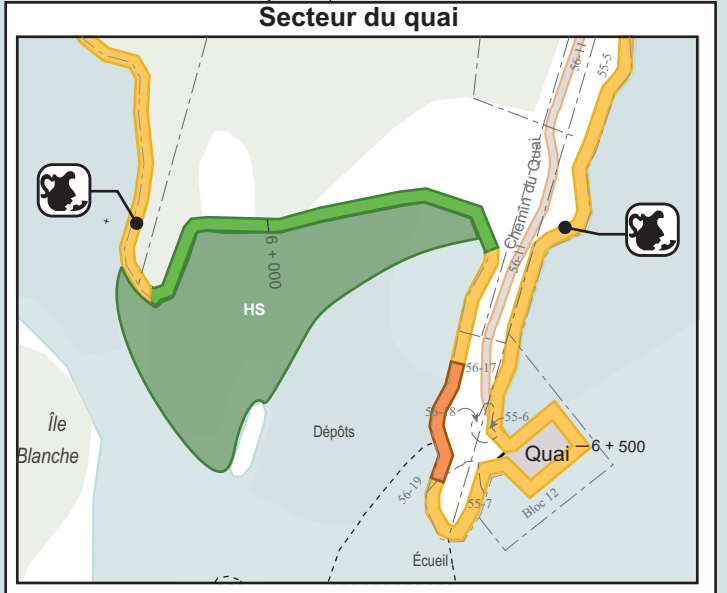 Secteur du quai
56-11
55-5
Chemin du Quai
6 + 000
56-11
HS
56-17
Île
Blanche
Dépôts
56-18
55-6
Quai
6 + 500
56-19
55-7
Bloc 12
Écueil